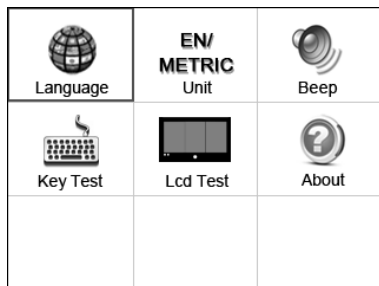 EN/
METRIC
Language
Unit
Beep
Key Test
Lcd Test
About